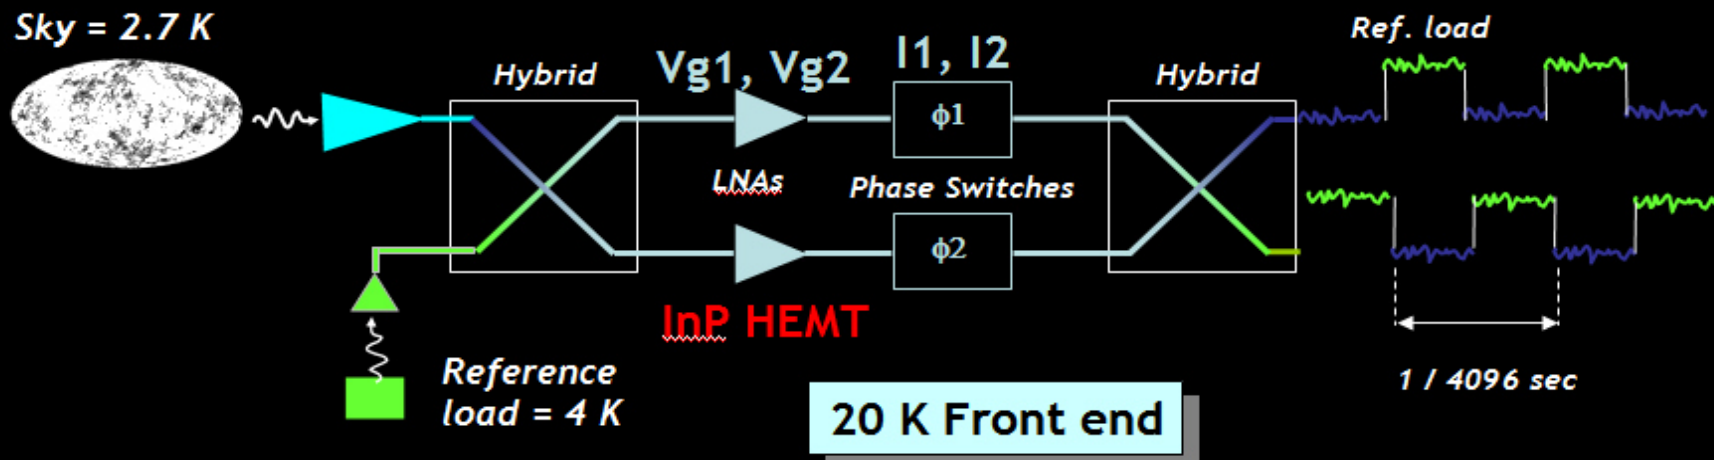 Sky = 2.7 K
Hybrid
Vg1, Vg2
I1, I2
Hybrid
Ref. load
ϕ1
LNAs
Phase Switches
ϕ2
InP HEMT
Reference
load = 4 K
20 K Front end
1 / 4096 sec